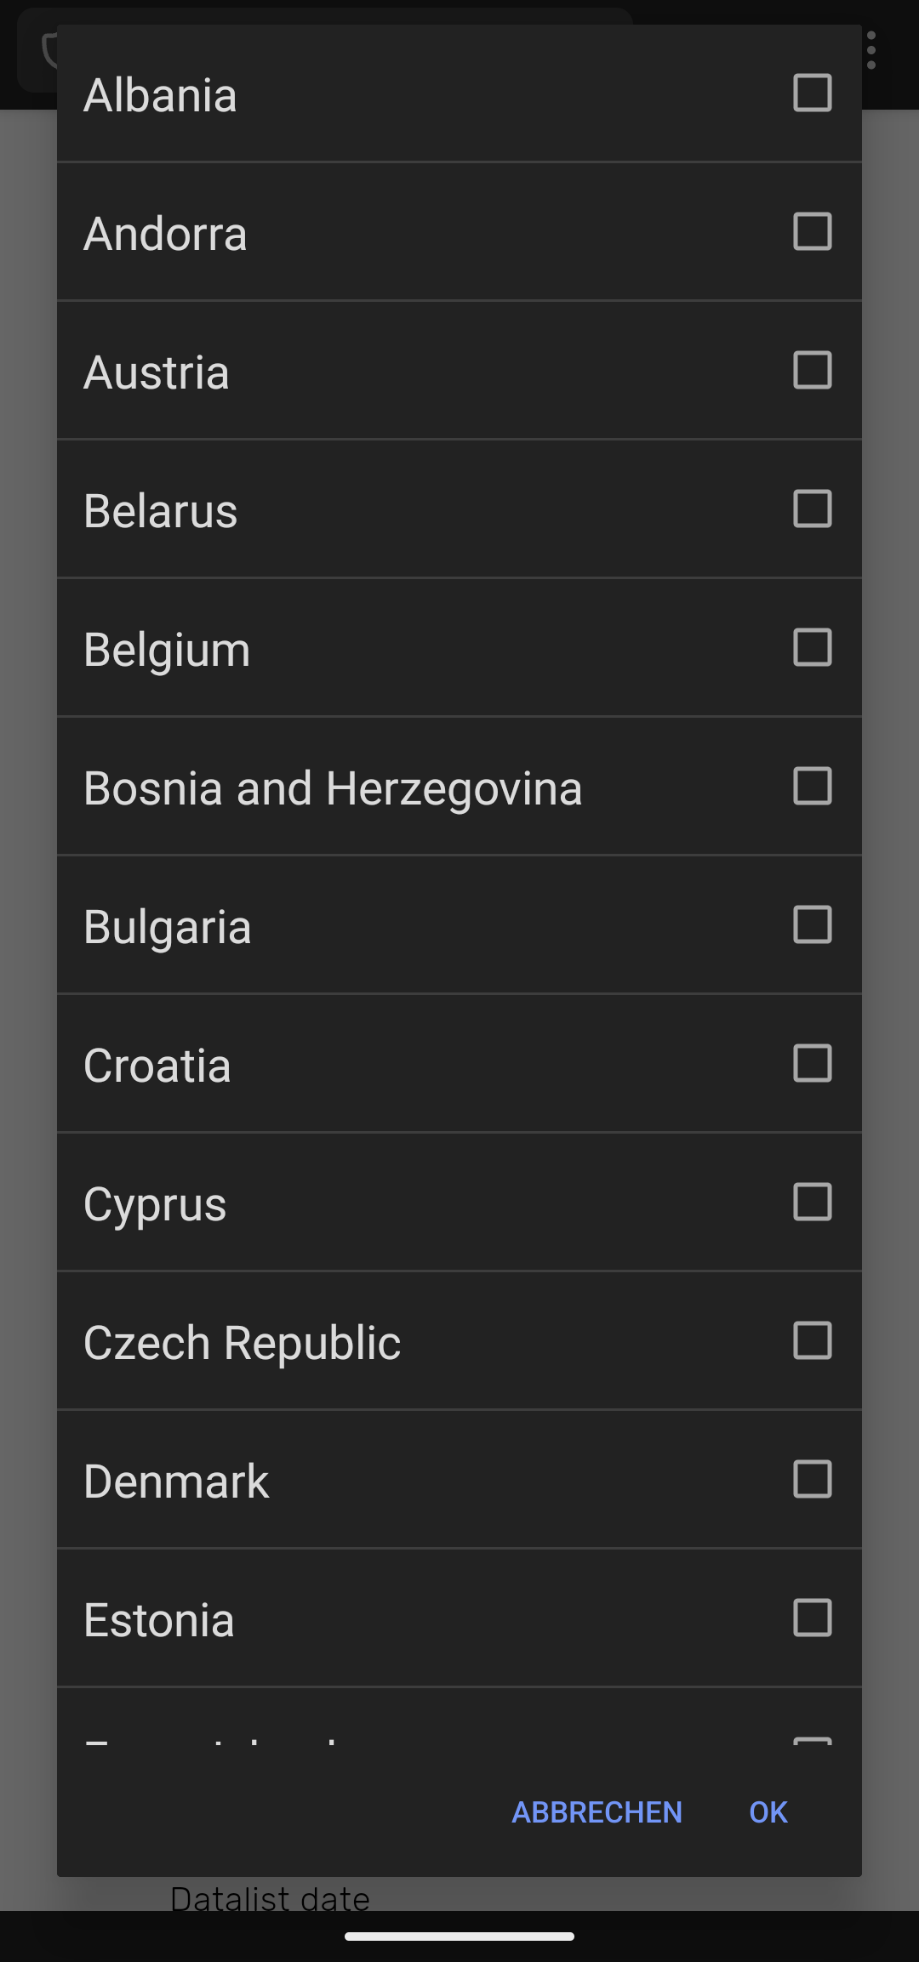 Albania
Andorra
Austria
Belarus
Belgium
Bosnia and Herzegovina
Bulgaria
Croatia
Cyprus
Czech Republic
Denmark
Estonia
ABBRECHEN OK
Datalist date